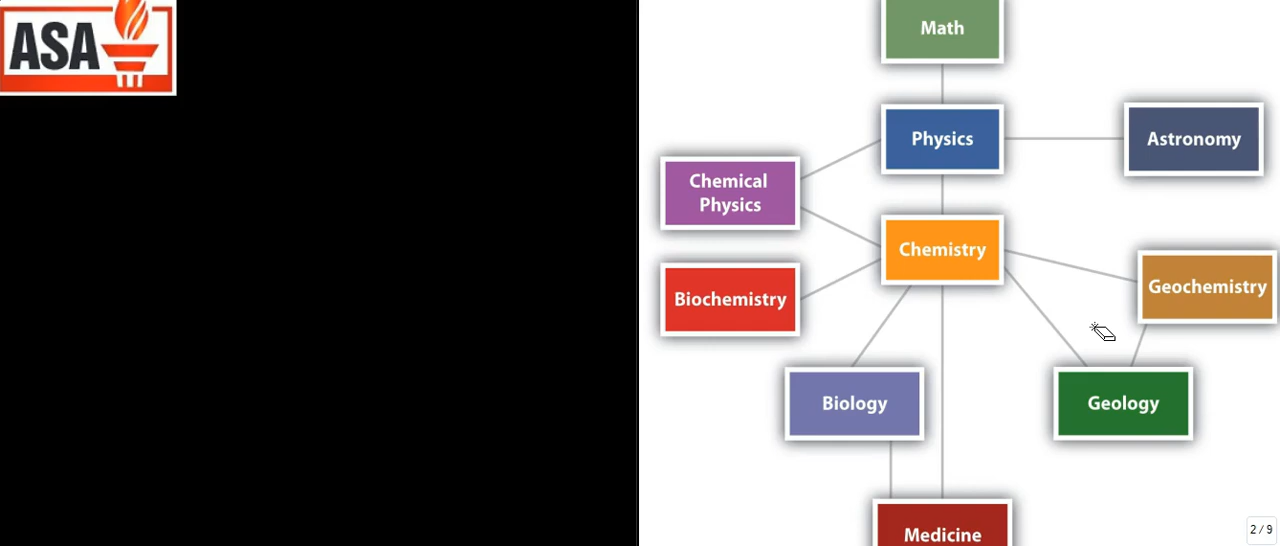 ASA
Math
Physics
Astronomy
Chemical
Physics
Chemistry
Geochemistry
Biochemistry
Biology
Geology
Medicine
2 / 9